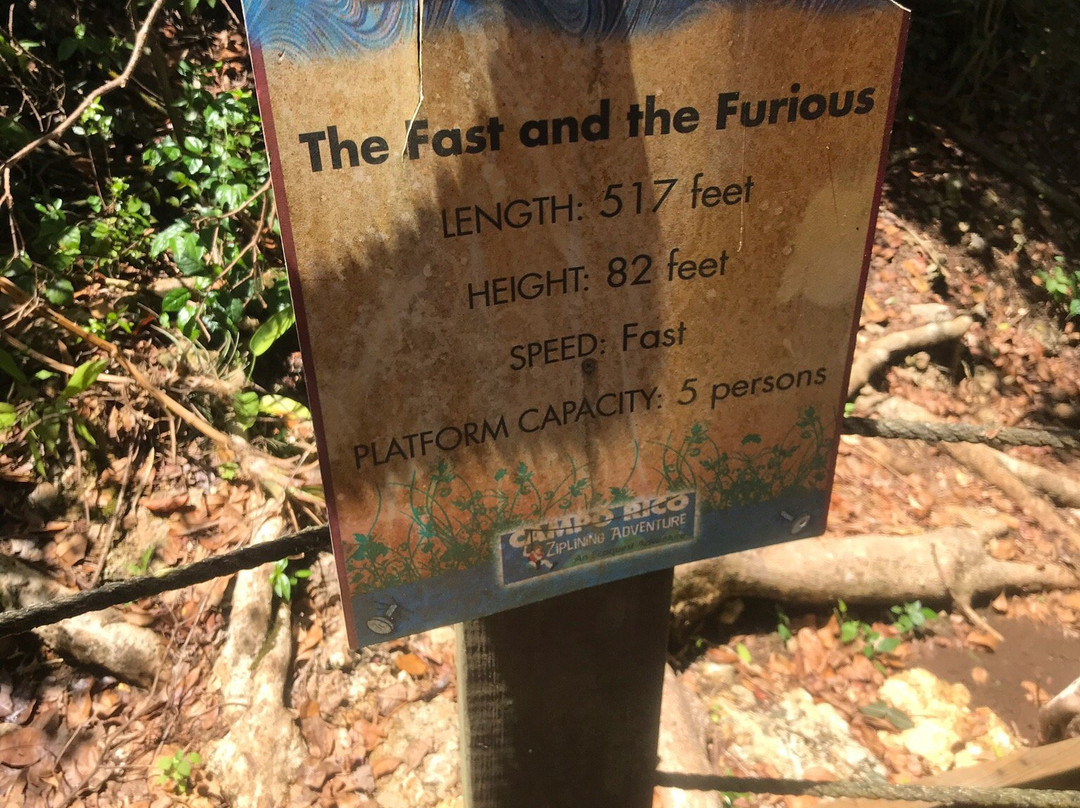 The Fast and the Furious
LENGTH: 517 feet
HEIGHT: 82 feet
SPEED: Fast
PLATFORM CAPACITY: 5 persons
CAMPO RICO
ZIPLINING ADVENTURE